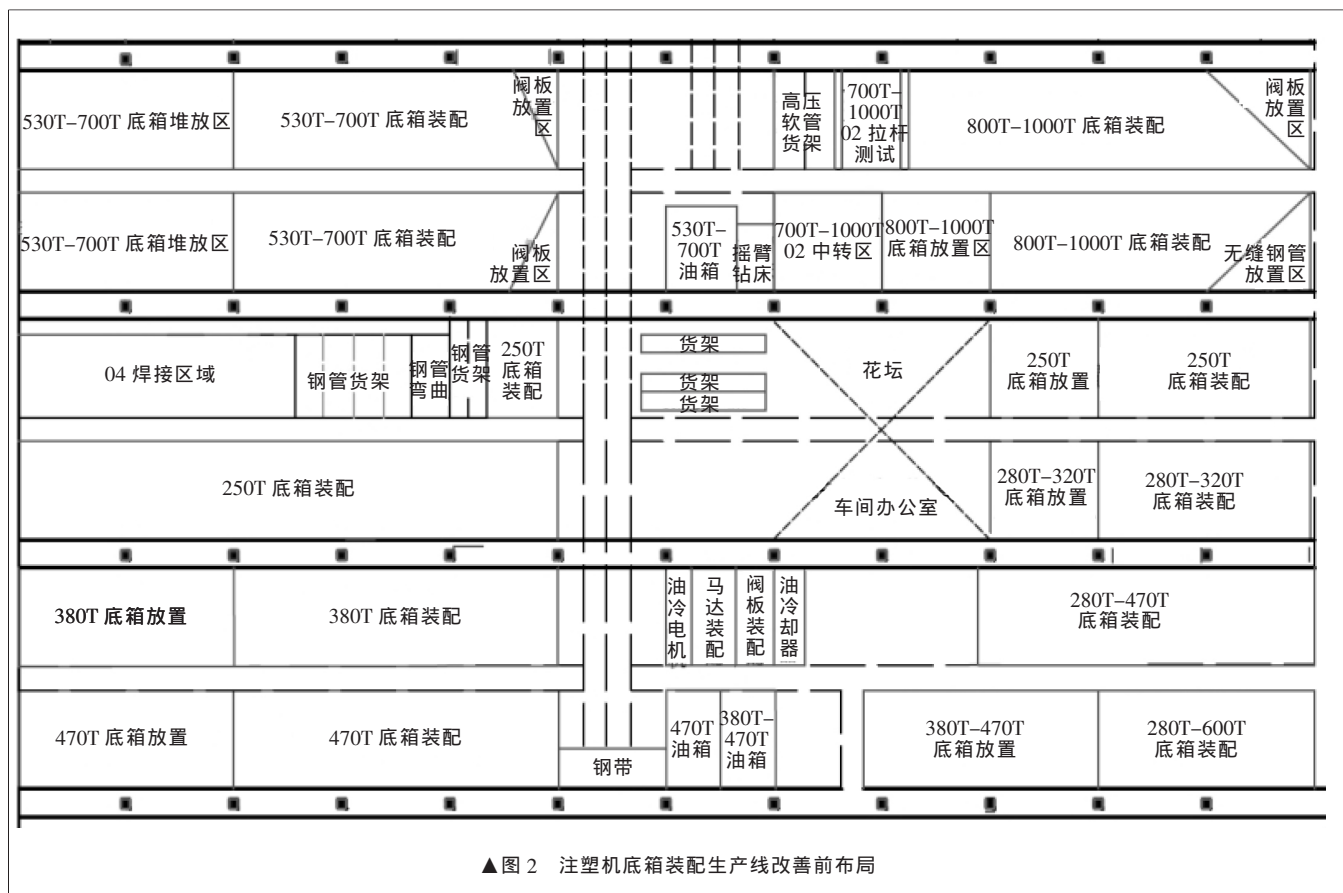 530T-700T 底箱堆放区
530T-700T 底箱装配
阀板
放置
区
高压
软管
货架
700T-
1000T
02 拉杆
测试
800T-1000T 底箱装配
阀板
放置
区
530T-700T 底箱堆放区
530T-700T 底箱装配
阀板
放置区
530T-
700T
油箱
摇臂
钻床
700T-1000T
02 中转区
800T-1000T
底箱放置区
800T-1000T 底箱装配
无缝钢管
放置区
04 焊接区域
钢管货架
钢管
弯曲
钢管
货架
250T
底箱
装配
货架
货架
货架
花坛
250T
底箱放置
250T
底箱装配
250T 底箱装配
车间办公室
280T-320T
底箱放置
280T-320T
底箱装配
380T 底箱放置
380T 底箱装配
油冷电机
马达装配
阀板装配
油冷却器
280T-470T
底箱装配
470T 底箱放置
470T 底箱装配
钢带
470T
油箱
380T-
470T
油箱
380T-470T
底箱放置
280T-600T
底箱装配
▲图 2 注塑机底箱装配生产线改善前布局